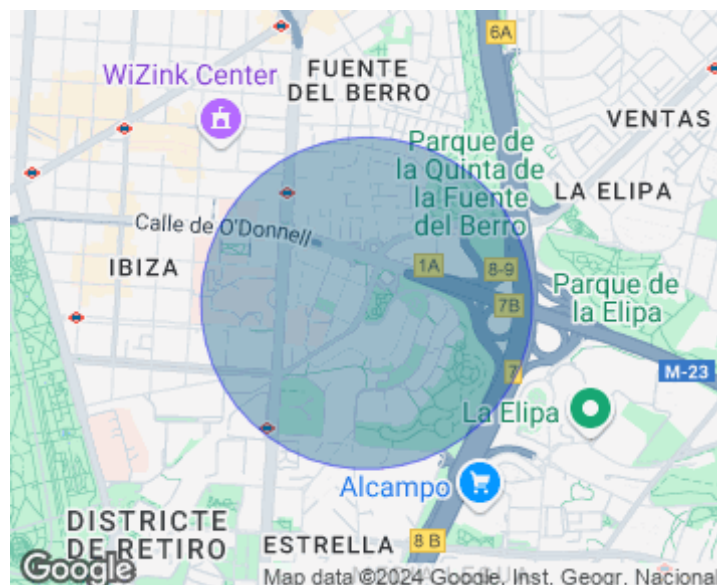 6A
WiZink Center
FUENTE
DEL BERRO
VENTAS
Parque de
la Quinta de
la Fuente
del Berro
LA ELIPA
Calle de O'Donnell
IBIZA
1A
8-9
7B
Parque de
la Elipa
M-23
7
La Elipa
Alcampo
DISTRICTE
DE RETIRO
ESTRELLA
8 B
Google
Map data ©2024 Google, Inst. Geogr. Nacional